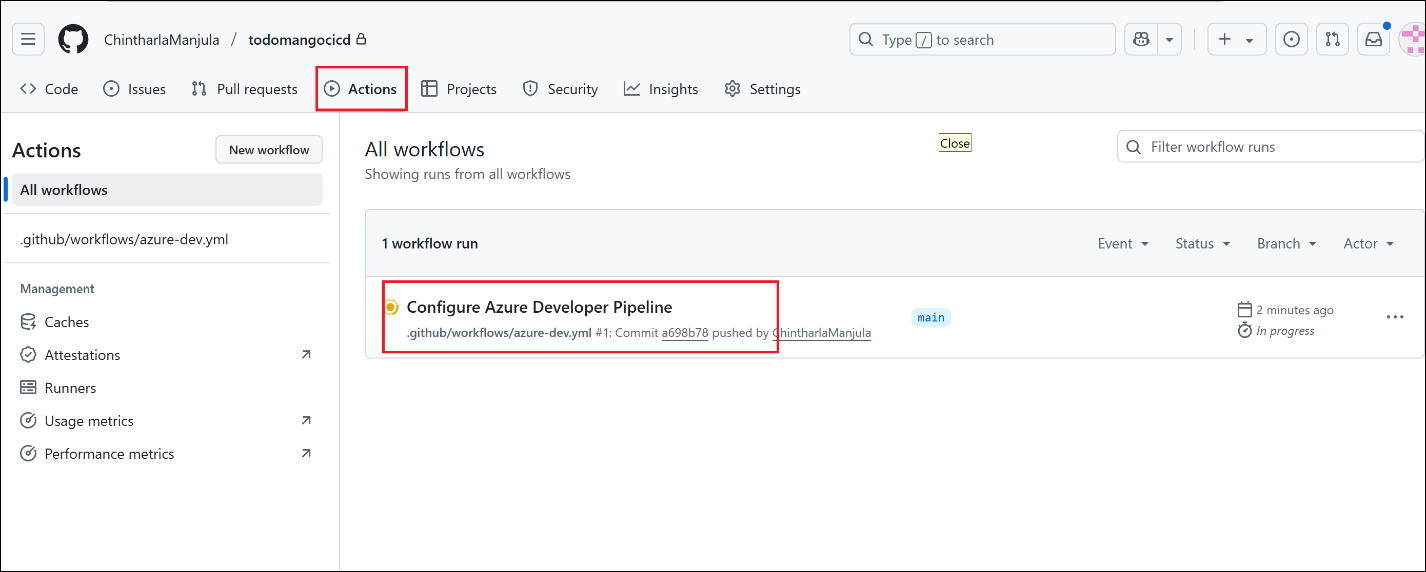 ChintharlaManjula / todomangocicd
Type / to search
Code Issues Pull requests Actions Projects Security Insights Settings
Actions
New workflow
All workflows
.github/workflows/azure-dev.yml
Management
Caches
Attestations
Runners
Usage metrics
Performance metrics
All workflows
Showing runs from all workflows
Close
Filter workflow runs
1 workflow run
Event Status Branch Actor
Configure Azure Developer Pipeline
.github/workflows/azure-dev.yml #1: Commit a698b78 pushed by ChintharlaManjula
main
2 minutes ago
In progress